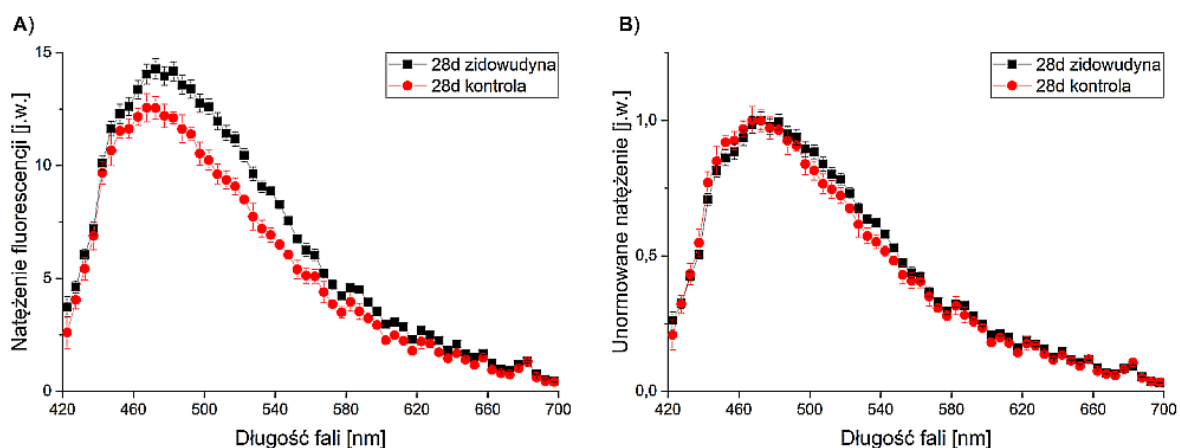 A)
15
10
5
0
420
460
500
540
580
620
660
700
Natężenie fluorescencji [j.w.]
Długość fali [nm]
28d zidowudyna
28d kontrola
B)
1,0
0,5
0,0
420
460
500
540
580
620
660
700
Unormowane natężenie [j.w.]
Długość fali [nm]
28d zidowudyna
28d kontrola